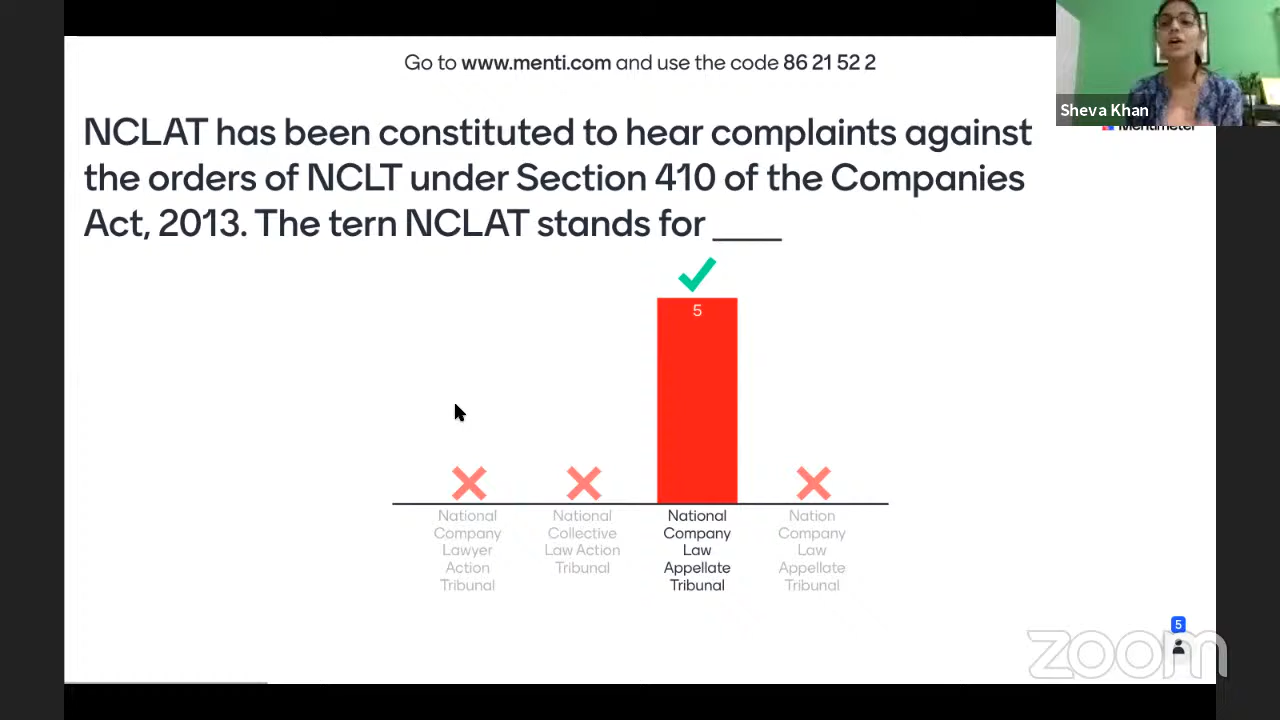 Go to www.menti.com and use the code 86 21 52 2
Sheva Khan
Mentimeter
NCLAT has been constituted to hear complaints against
the orders of NCLT under Section 410 of the Companies
Act, 2013. The tern NCLAT stands for ____
5
National
Company
Lawyer
Action
Tribunal
National
Collective
Law Action
Tribunal
National
Company
Law
Appellate
Tribunal
Nation
Company
Law
Appellate
Tribunal
5
zoom